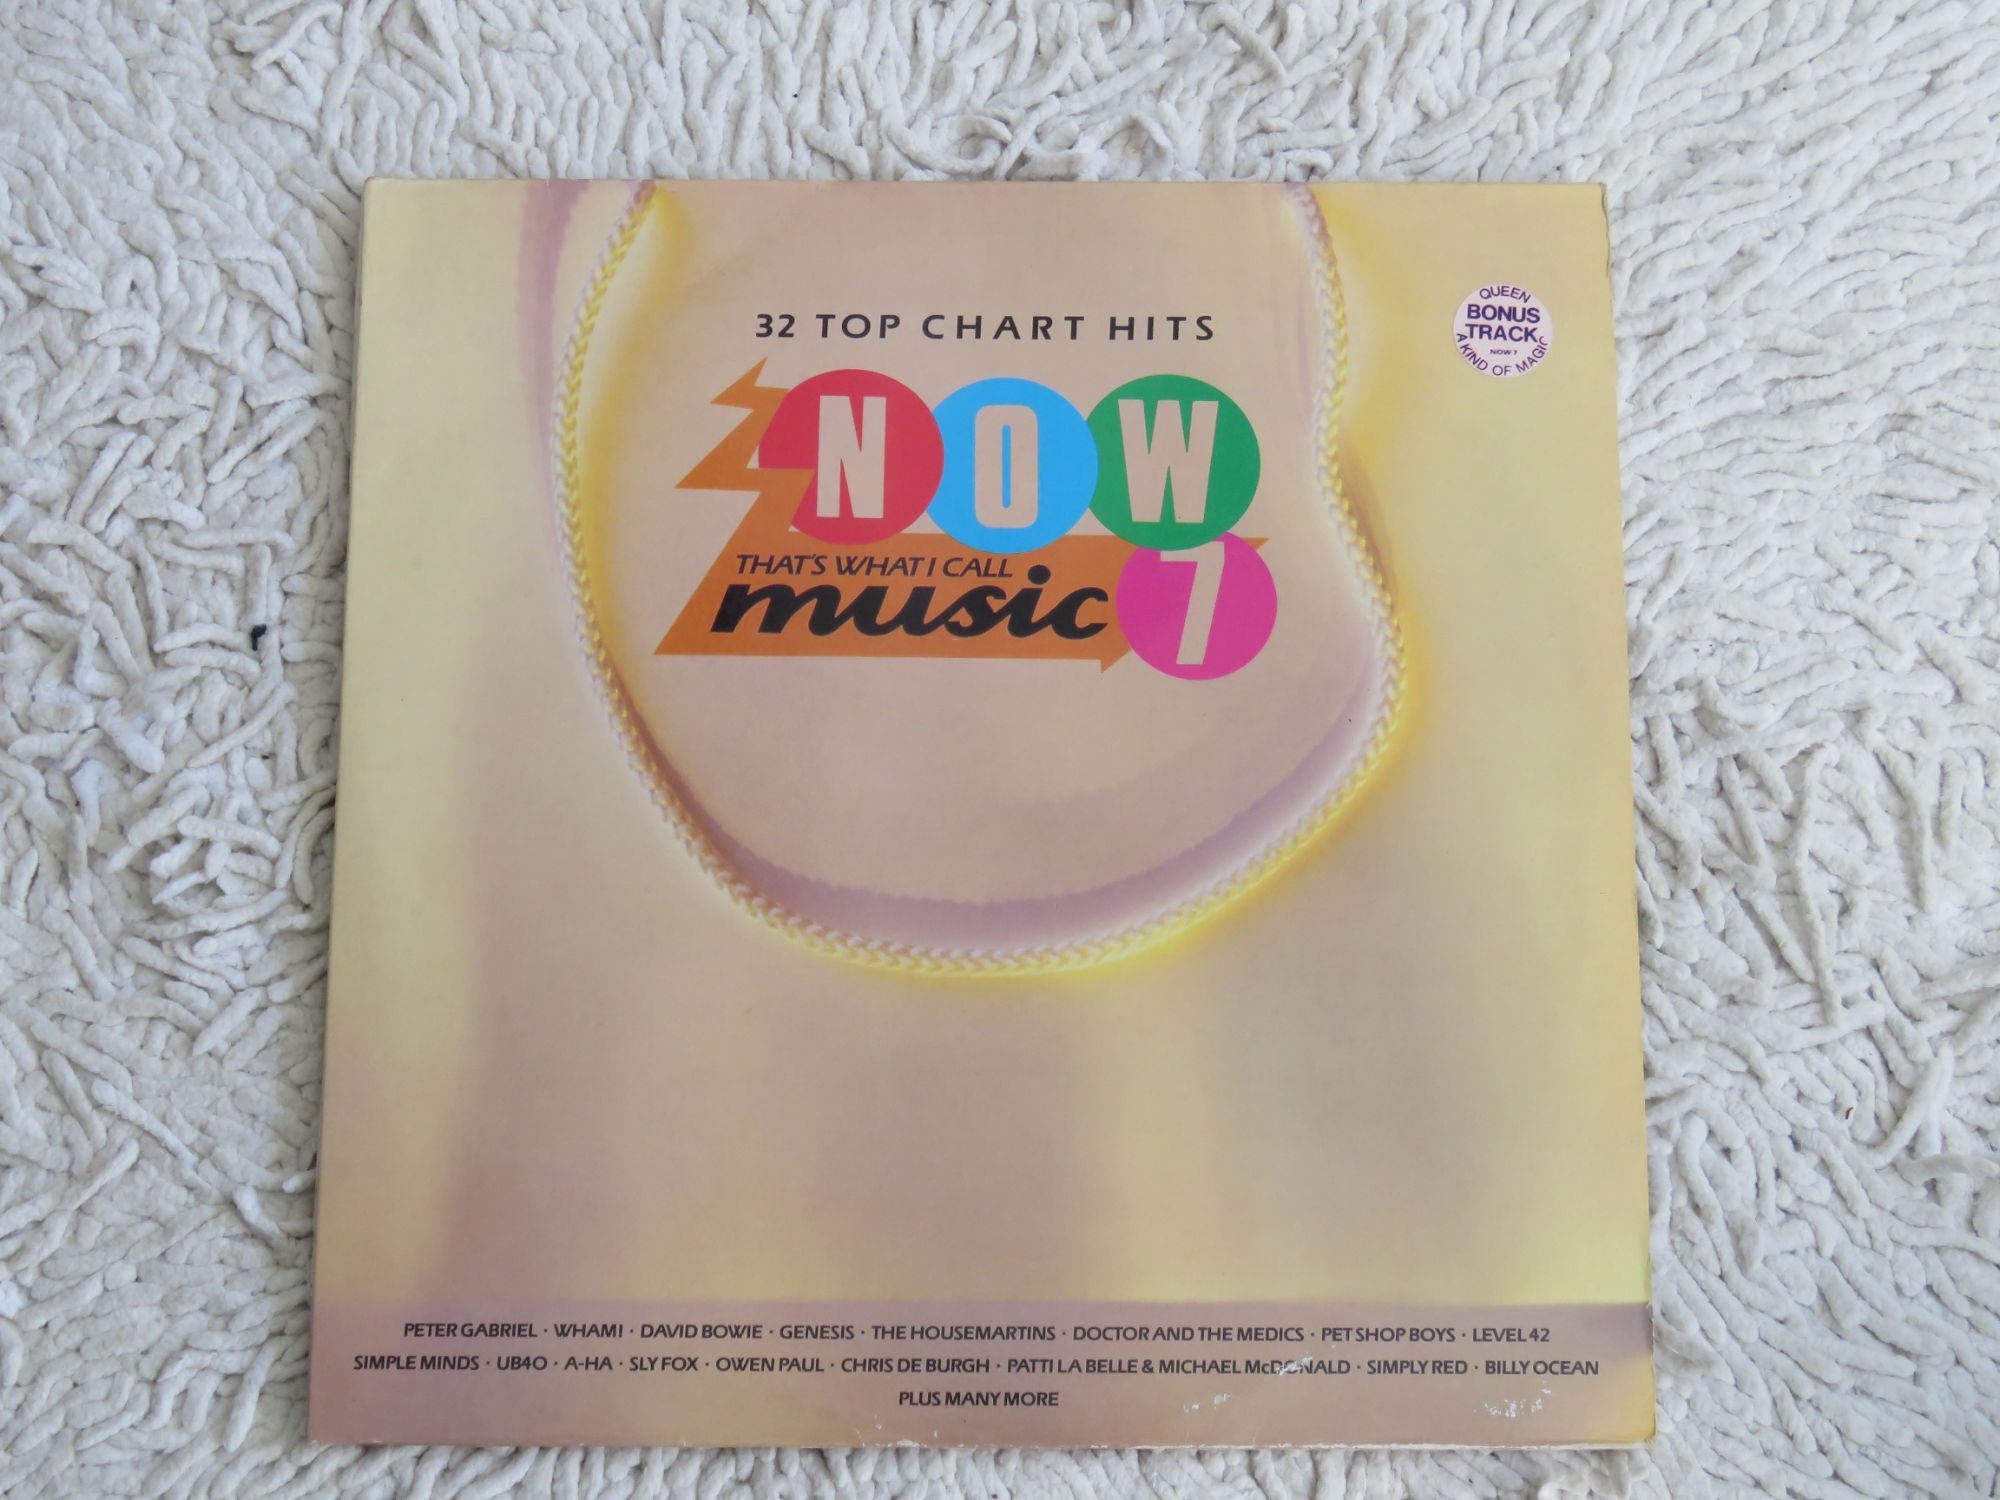 32 TOP CHART HITS
QUEEN
BONUS
TRACK
NOW 7
A KIND OF MAGIC
NOW
THAT'S WHAT I CALL
music 7
PETER GABRIEL · WHAM! · DAVID BOWIE · GENESIS · THE HOUSEMARTINS · DOCTOR AND THE MEDICS · PET SHOP BOYS · LEVEL 42
SIMPLE MINDS · UB40 · A-HA · SLY FOX · OWEN PAUL · CHRIS DE BURGH · PATTI LA BELLE & MICHAEL McDONALD · SIMPLY RED · BILLY OCEAN
PLUS MANY MORE